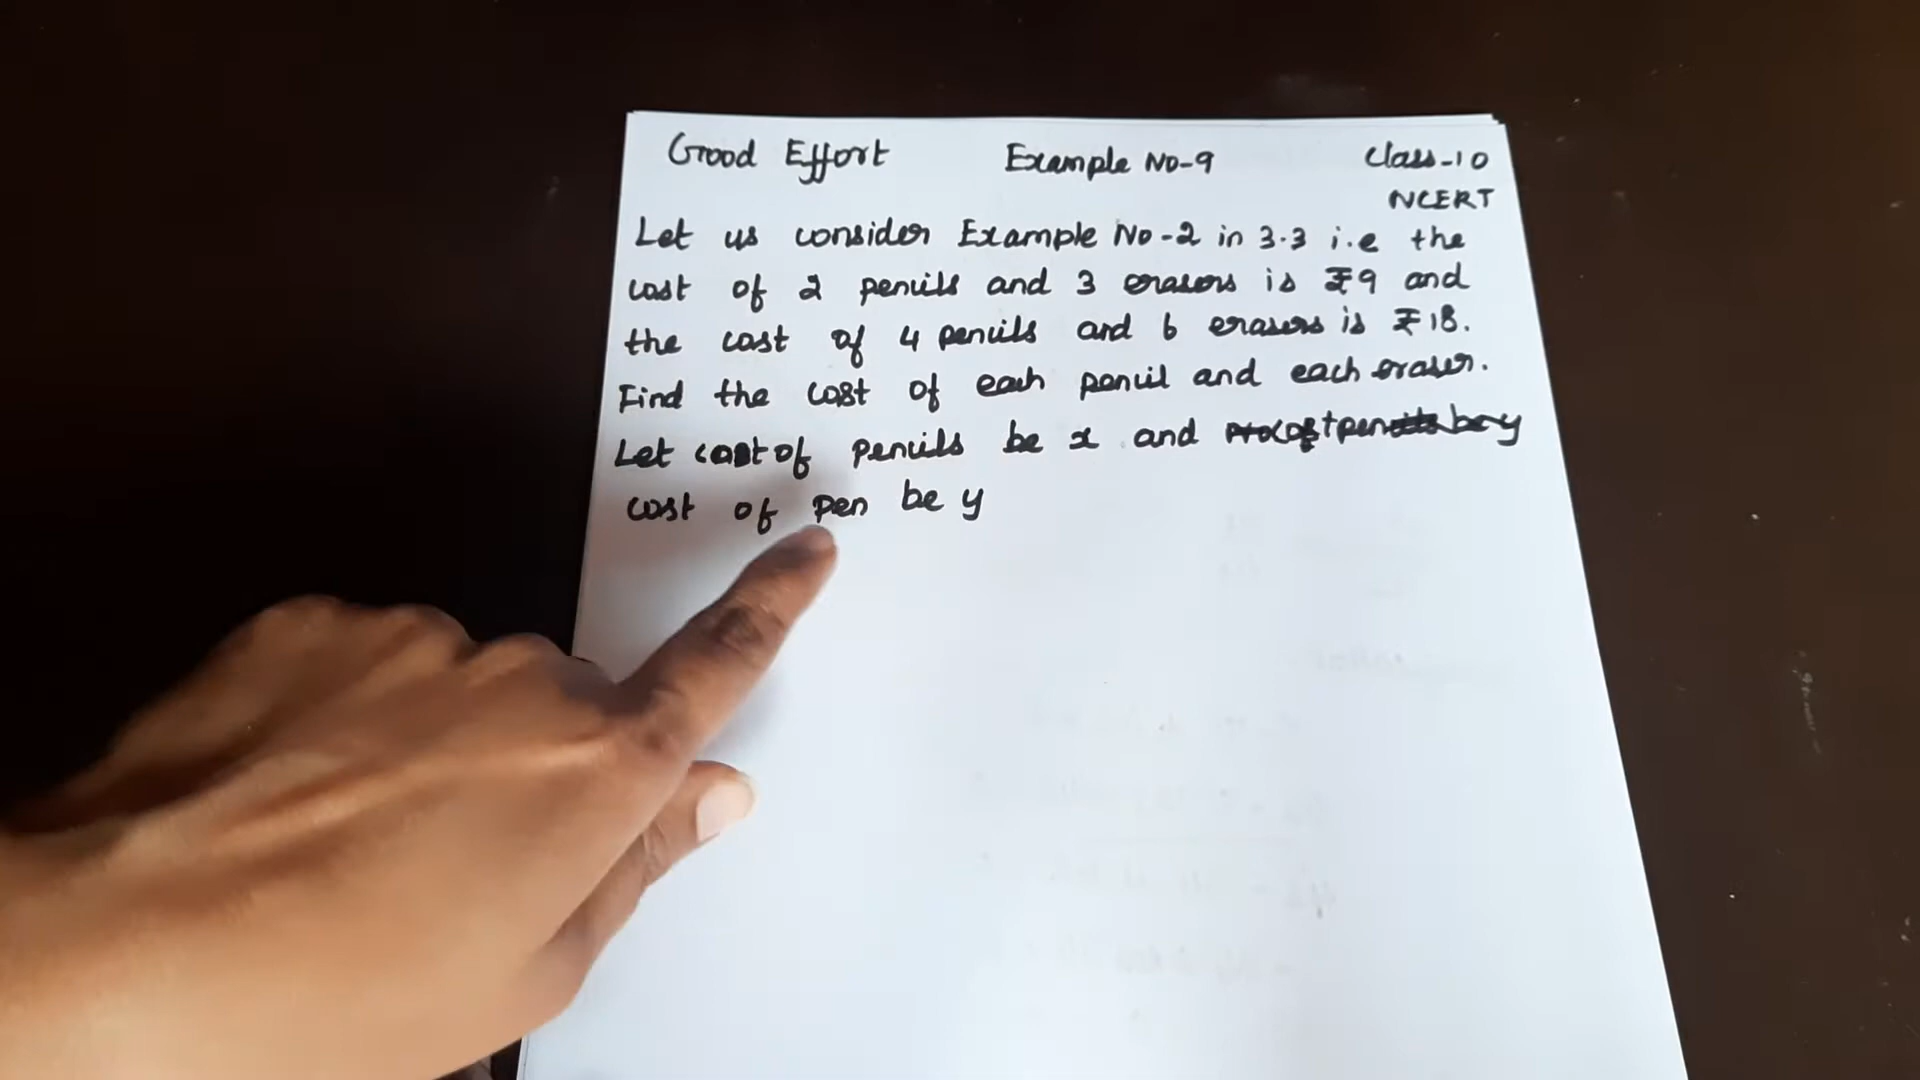 Good Effort Example No-9 Class-10
NCERT
Let us consider Example No-2 in 3.3 i.e the
cost of 2 pencils and 3 erasers is ₹9 and
the cost of 4 pencils and 6 erasers is ₹18.
Find the cost of each pencil and each eraser.
Let cost of pencils be x and
cost of pen be y